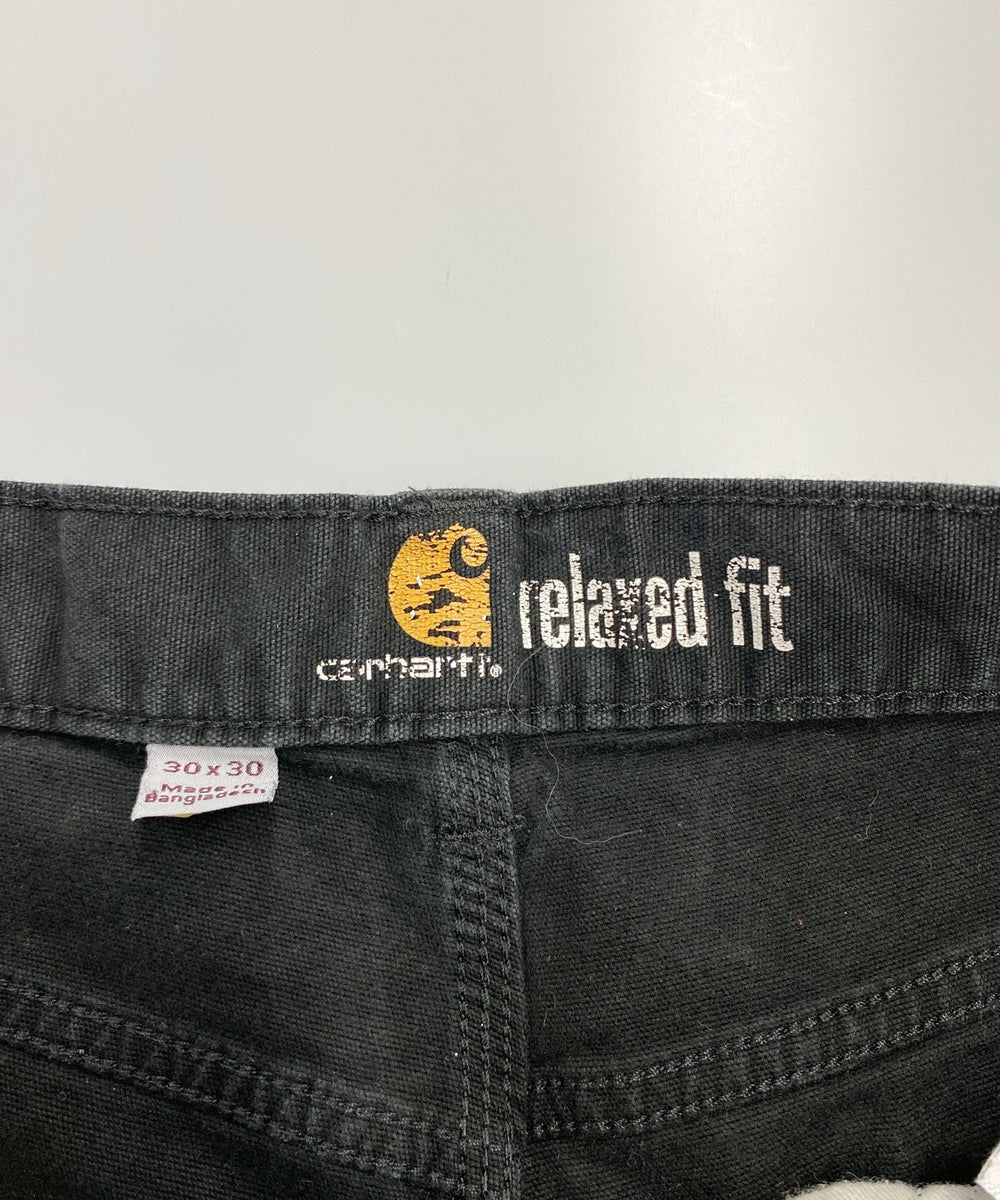 carhartt®
relaxed fit
30 x 30
Made in
Bangladesh